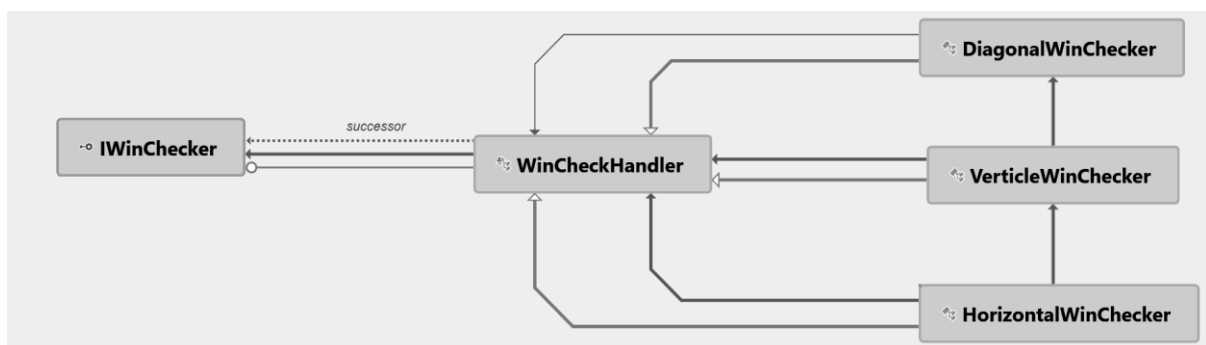 DiagonalWinChecker
successor
IWinChecker
WinCheckHandler
VerticleWinChecker
HorizontalWinChecker